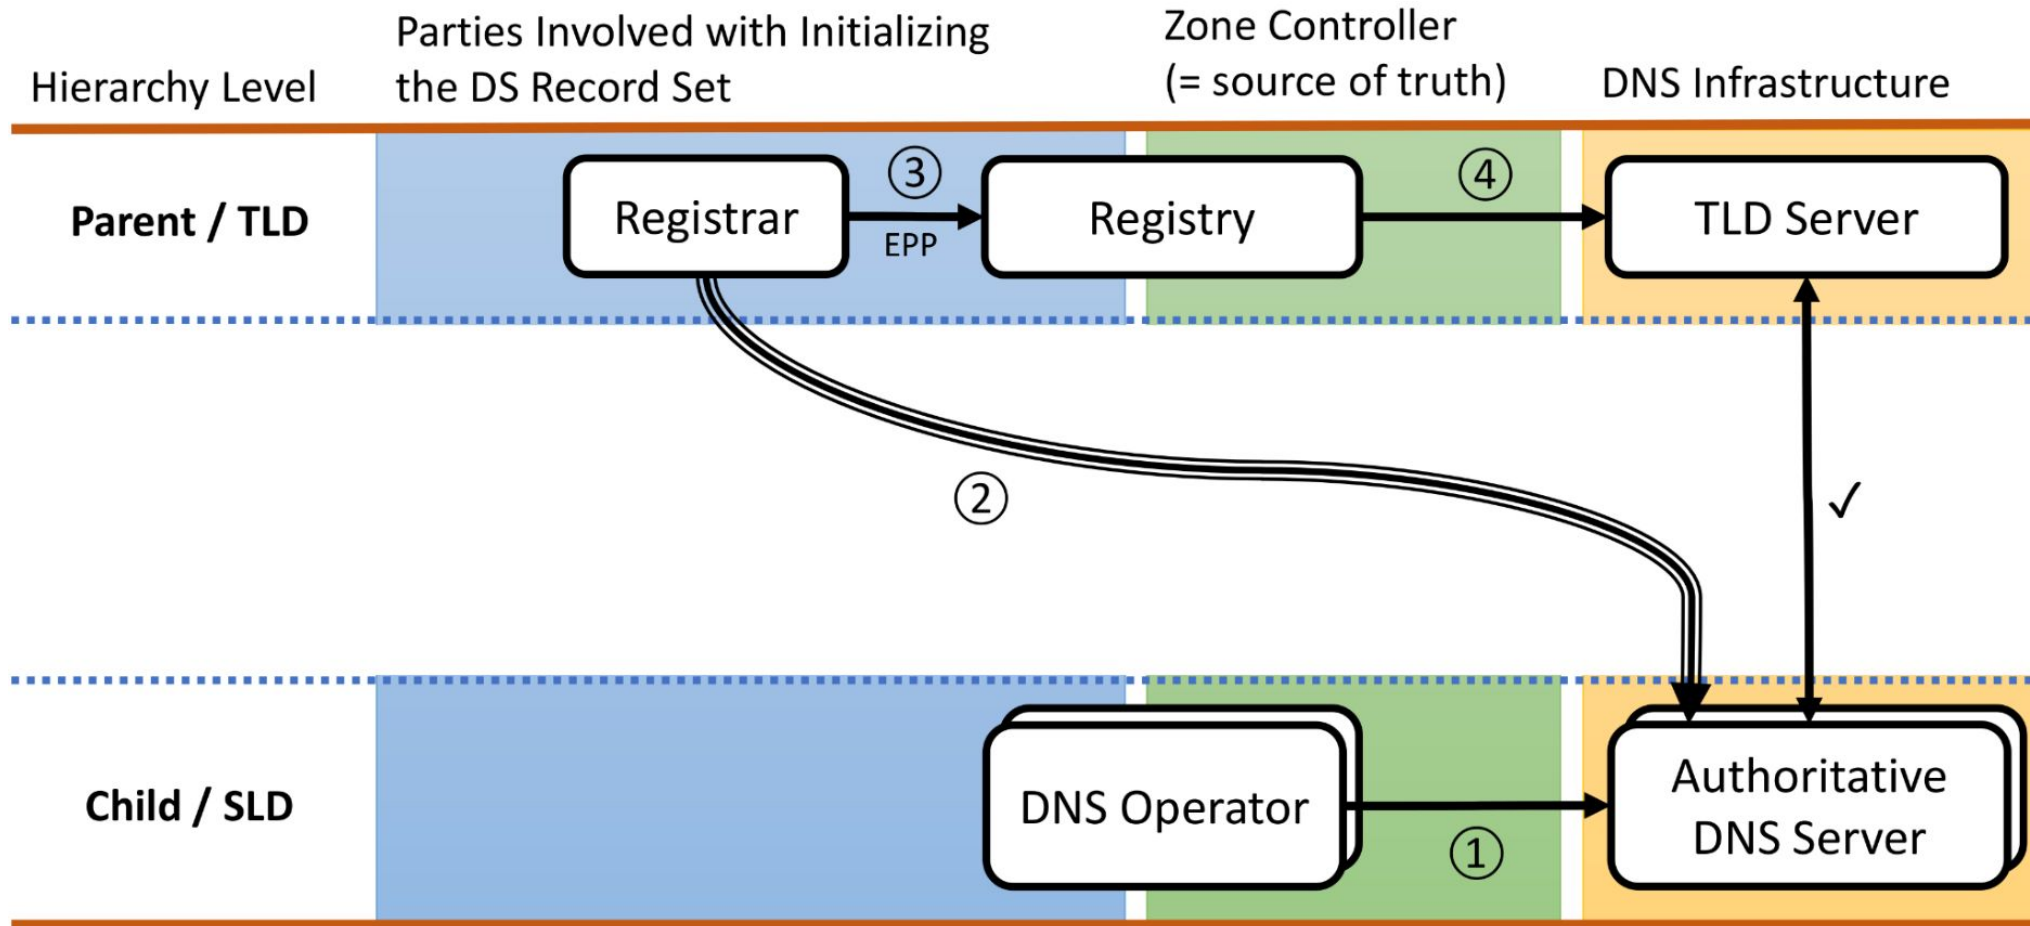 Hierarchy Level
Parties Involved with Initializing
the DS Record Set
Zone Controller
(= source of truth)
DNS Infrastructure
Parent / TLD
Registrar
③
EPP
Registry
④
TLD Server
②
✓
Child / SLD
DNS Operator
①
Authoritative
DNS Server